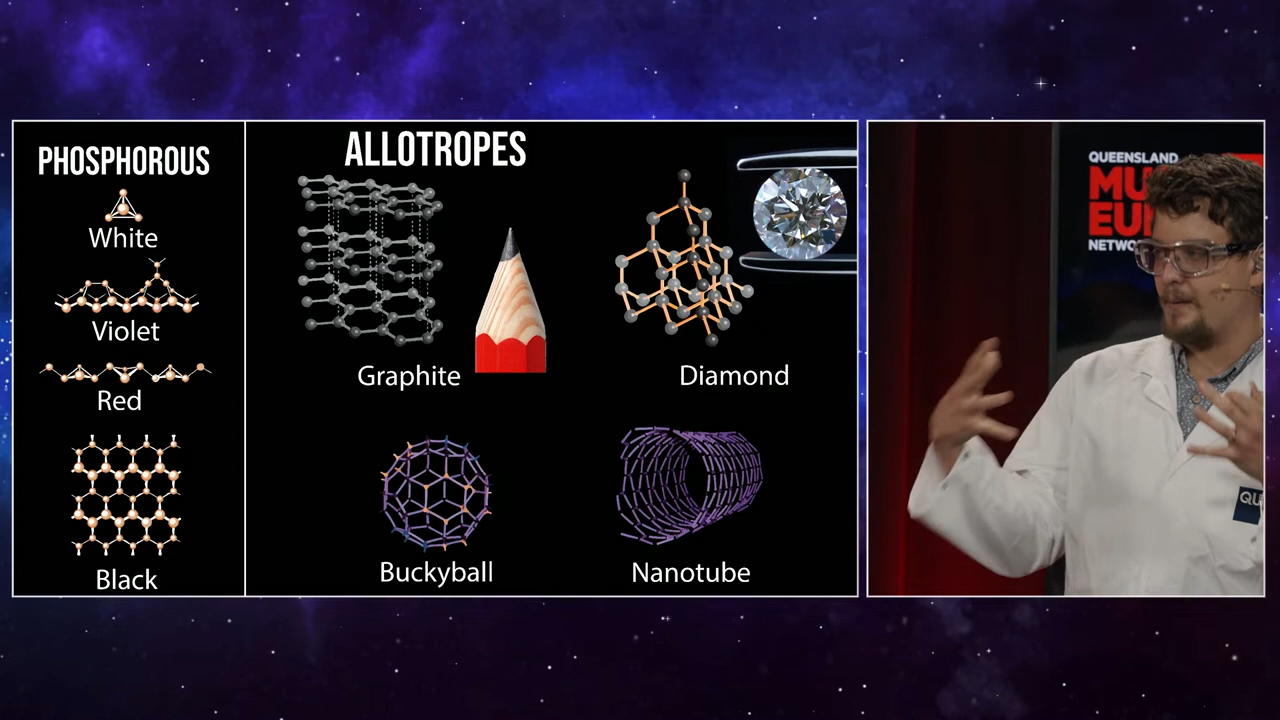 PHOSPHOROUS
White
Violet
Red
Black
ALLOTROPES
Graphite
Diamond
Buckyball
Nanotube
QUEENSLAND